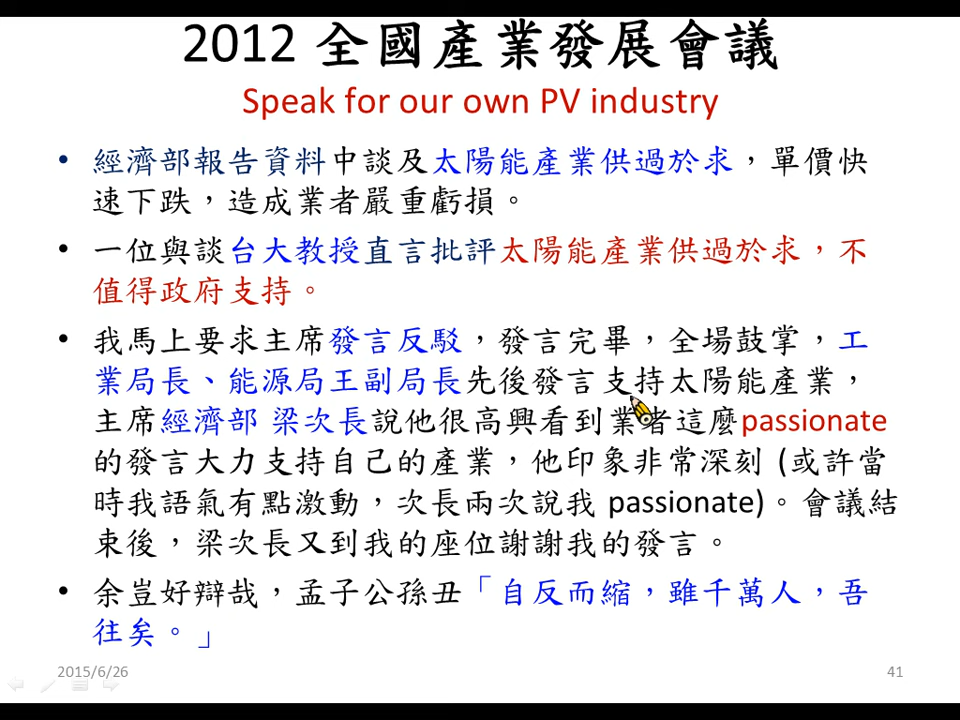 2012 全國產業發展會議
Speak for our own PV industry
• 經濟部報告資料中談及太陽能產業供過於求，單價快
速下跌，造成業者嚴重虧損。
• 一位與談台大教授直言批評太陽能產業供過於求，不
值得政府支持。
• 我馬上要求主席發言反駁，發言完畢，全場鼓掌，工
業局長、能源局王副局長先後發言支持太陽能產業，
主席經濟部 梁次長說他很高興看到業者這麼passionate
的發言大力支持自己的產業，他印象非常深刻 (或許當
時我語氣有點激動，次長兩次說我 passionate)。會議結
束後，梁次長又到我的座位謝謝我的發言。
• 余豈好辯哉，孟子公孫丑「自反而縮，雖千萬人，吾
往矣。」
2015/6/26
41